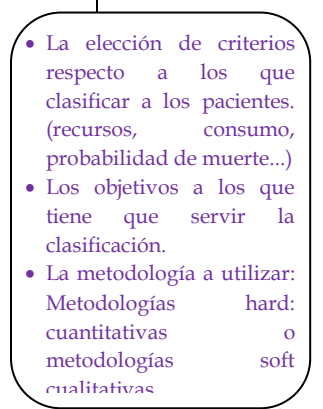 • La elección de criterios
respecto a los que
clasificar a los pacientes.
(recursos, consumo,
probabilidad de muerte...)
• Los objetivos a los que
tiene que servir la
clasificación.
• La metodología a utilizar:
Metodologías hard:
cuantitativas o
metodologías soft
cualitativas